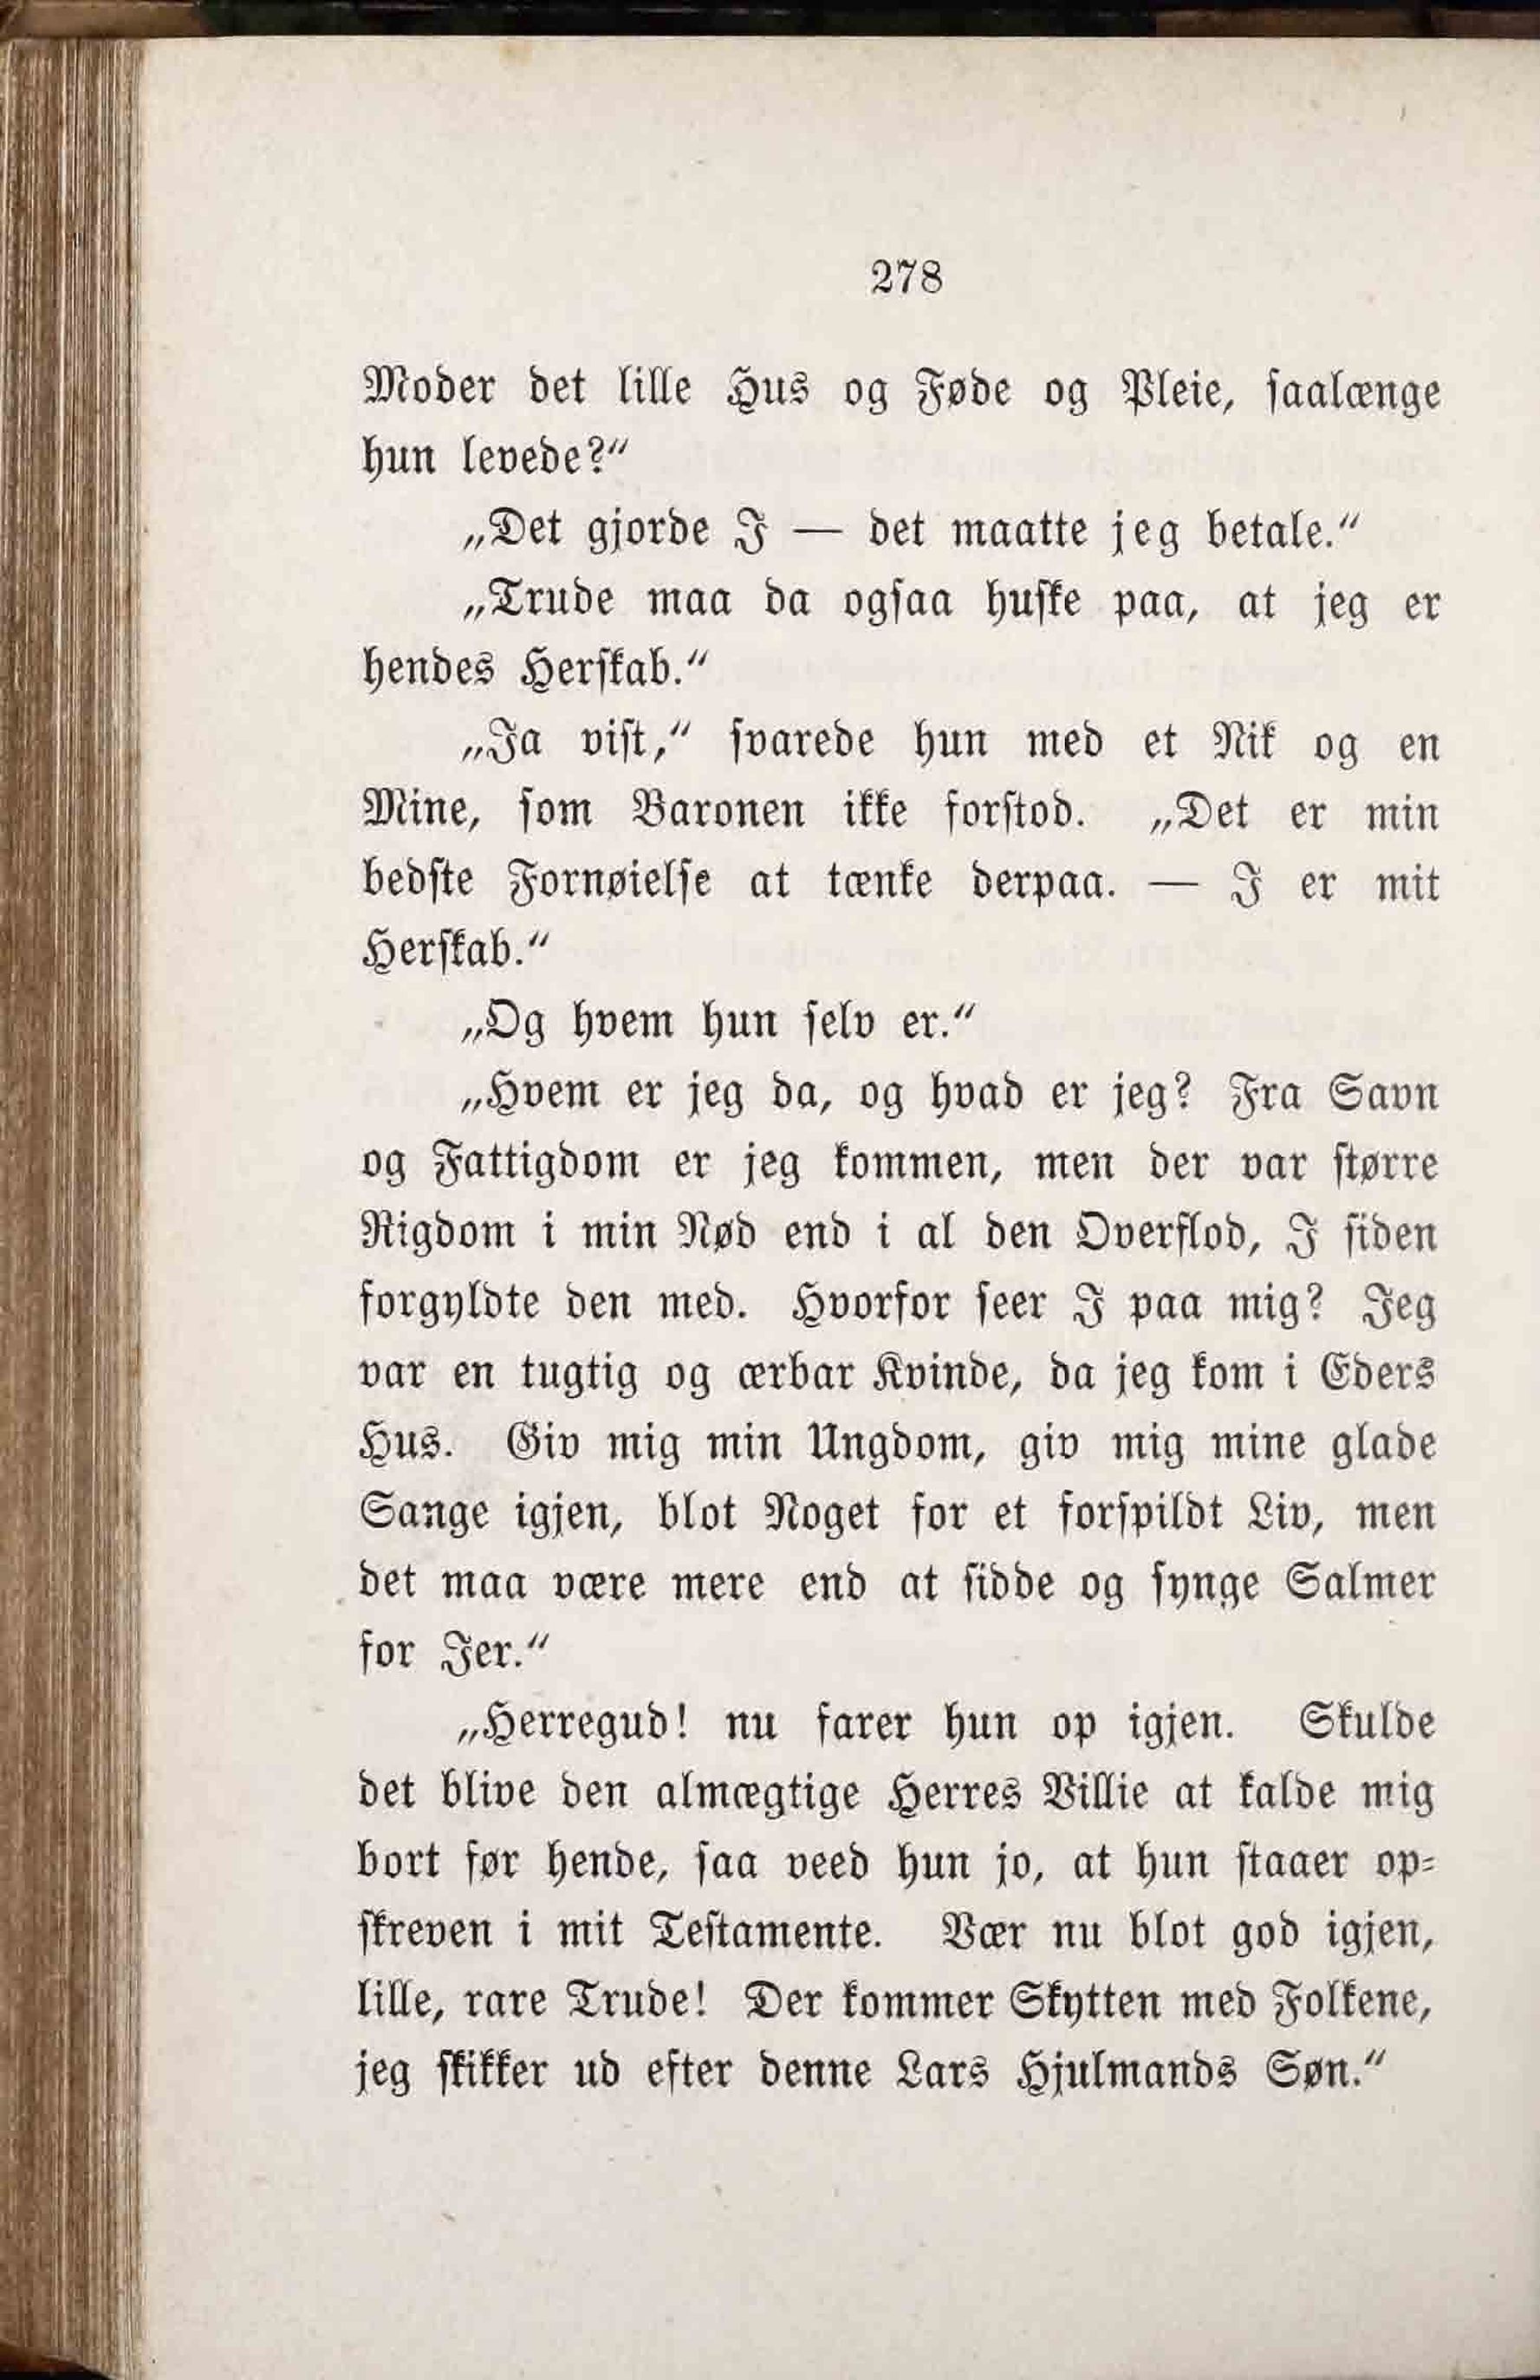 278
Moder det lille Hus og Føde og Pleie, saalænge
hun levede?“
„Det gjorde I — det maatte jeg betale.“
„Trude maa da ogsaa huske paa, at jeg er
hendes Herskab.“
„Ja vist,“ svarede hun med et Nik og en
Mine, som Baronen ikke forstod. „Det er min
bedste Fornøielse at tænke derpaa. — I er mit
Herskab.“
„Og hvem hun selv er.“
„Hvem er jeg da, og hvad er jeg? Fra Savn
og Fattigdom er jeg kommen, men der var større
Rigdom i min Nød end i al den Overflod, I siden
forgyldte den med. Hvorfor seer I paa mig? Jeg
var en tugtig og ærbar Kvinde, da jeg kom i Eders
Hus. Giv mig min Ungdom, giv mig mine glade
Sange igjen, blot Noget for et forspildt Liv, men
det maa være mere end at sidde og synge Salmer
for Jer.“
„Herregud! nu farer hun op igjen. Skulde
det blive den almægtige Herres Villie at kalde mig
bort før hende, saa veed hun jo, at hun staaer op-
skreven i mit Testamente. Vær nu blot god igjen,
lille, rare Trude! Der kommer Skytten med Folkene,
jeg skikker ud efter denne Lars Hjulmands Søn.“